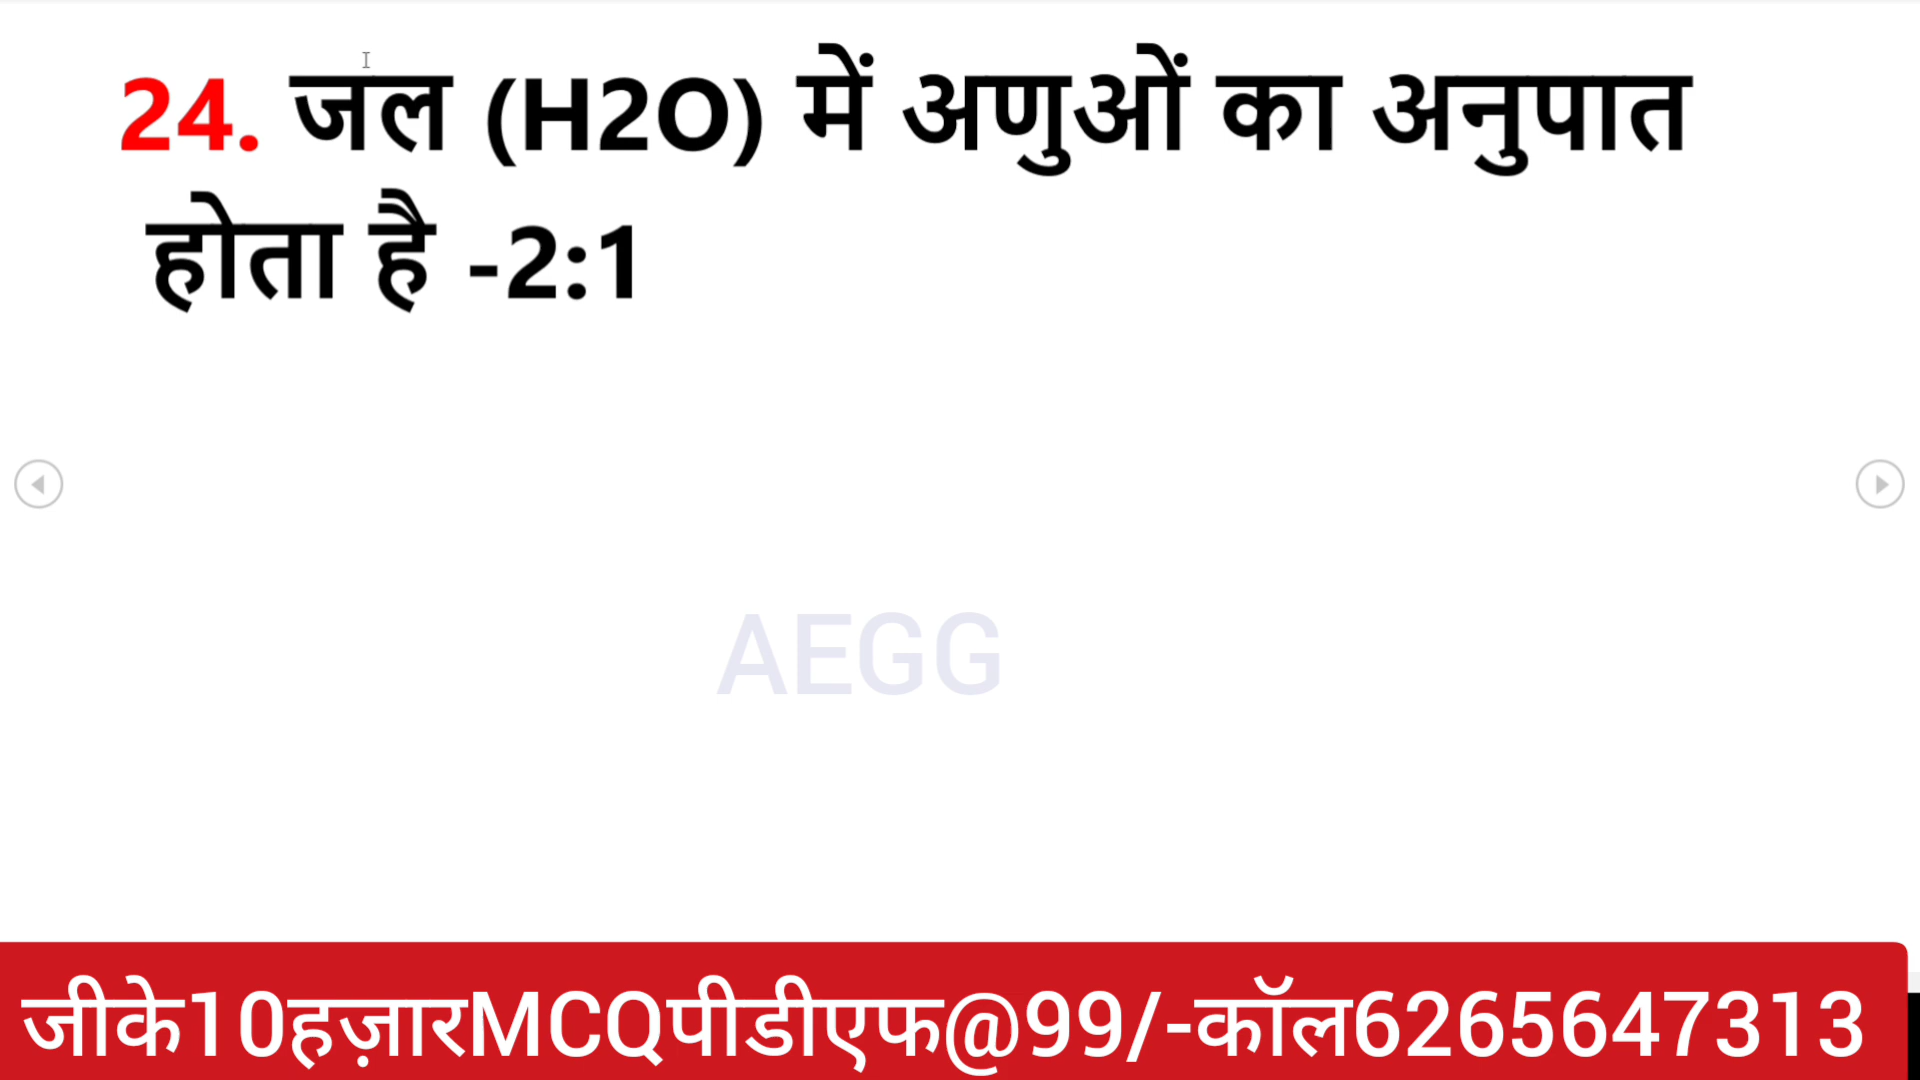 24. जल (H2O) में अणुओं का अनुपात
होता है -2:1
AEGG
जीके10हज़ारMCQपीडीएफ@99/-कॉल6265647313